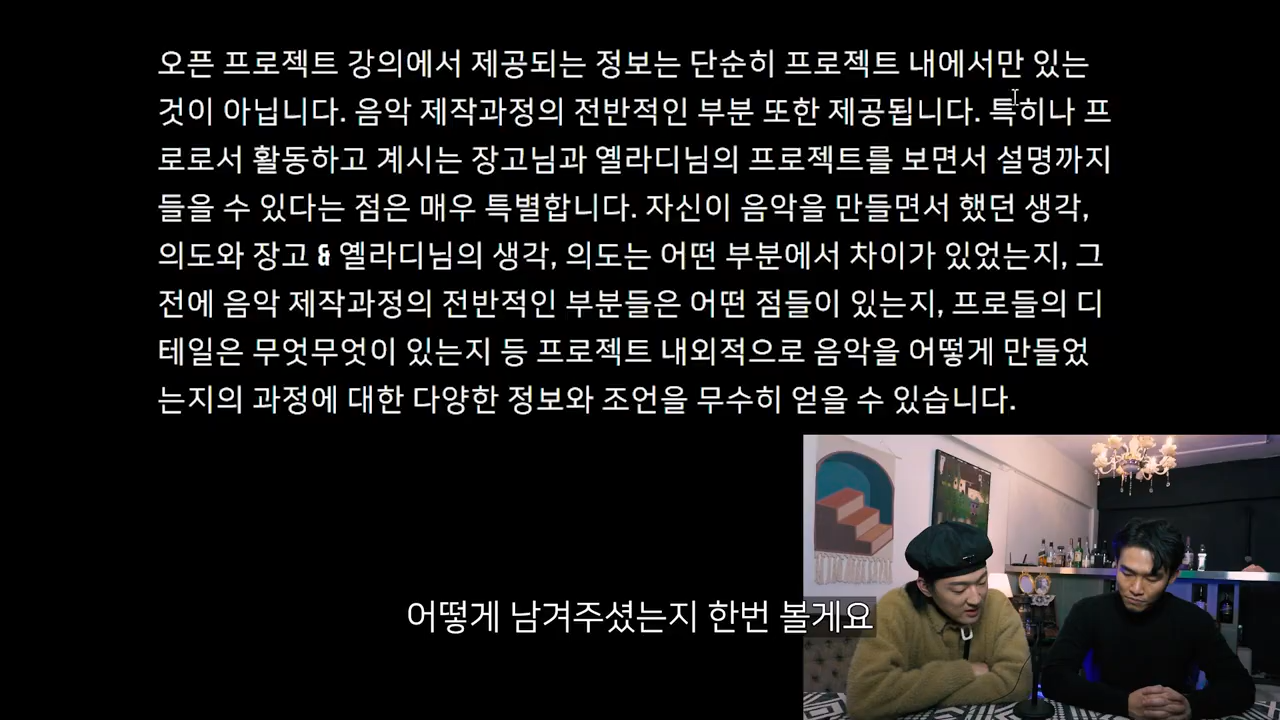 오픈 프로젝트 강의에서 제공되는 정보는 단순히 프로젝트 내에서만 있는
것이 아닙니다. 음악 제작과정의 전반적인 부분 또한 제공됩니다. 특히나 프
로로서 활동하고 계시는 장고님과 옐라디님의 프로젝트를 보면서 설명까지
들을 수 있다는 점은 매우 특별합니다. 자신이 음악을 만들면서 했던 생각,
의도와 장고 & 옐라디님의 생각, 의도는 어떤 부분에서 차이가 있었는지, 그
전에 음악 제작과정의 전반적인 부분들은 어떤 점들이 있는지, 프로들의 디
테일은 무엇무엇이 있는지 등 프로젝트 내외적으로 음악을 어떻게 만들었
는지의 과정에 대한 다양한 정보와 조언을 무수히 얻을 수 있습니다.
어떻게 남겨주셨는지 한번 볼게요